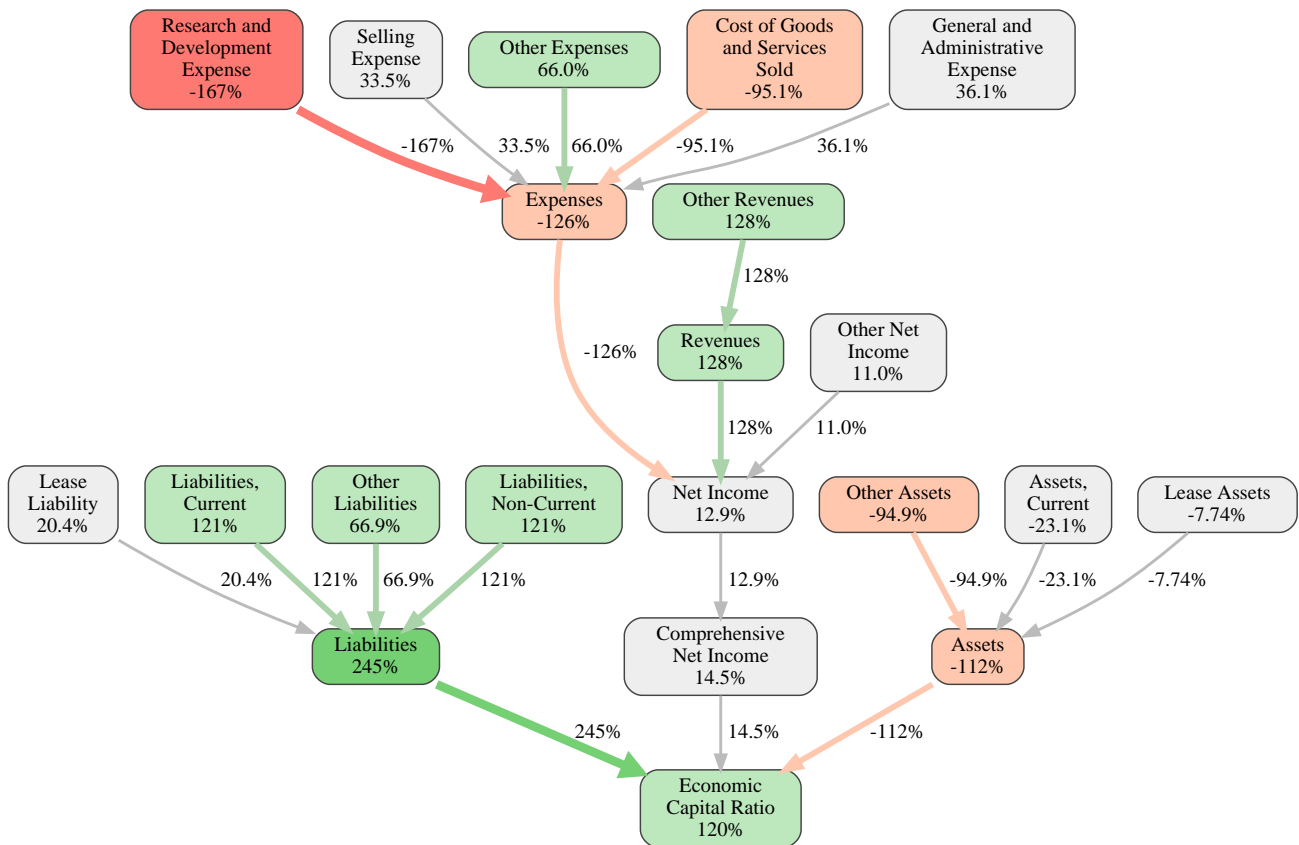 Research and
Development
Expense
-167%
Selling
Expense
33.5%
Other Expenses
66.0%
Cost of Goods
and Services
Sold
-95.1%
General and
Administrative
Expense
36.1%
-167%
33.5%
66.0%
-95.1%
36.1%
Expenses
-126%
Other Revenues
128%
128%
-126%
Revenues
128%
Other Net
Income
11.0%
128%
11.0%
Lease
Liability
20.4%
Liabilities,
Current
121%
Other
Liabilities
66.9%
Liabilities,
Non-Current
121%
Net Income
12.9%
Other Assets
-94.9%
Assets,
Current
-23.1%
Lease Assets
-7.74%
20.4%
121%
66.9%
121%
12.9%
-94.9%
-23.1%
-7.74%
Liabilities
245%
Comprehensive
Net Income
14.5%
Assets
-112%
245%
14.5%
-112%
Economic
Capital Ratio
120%